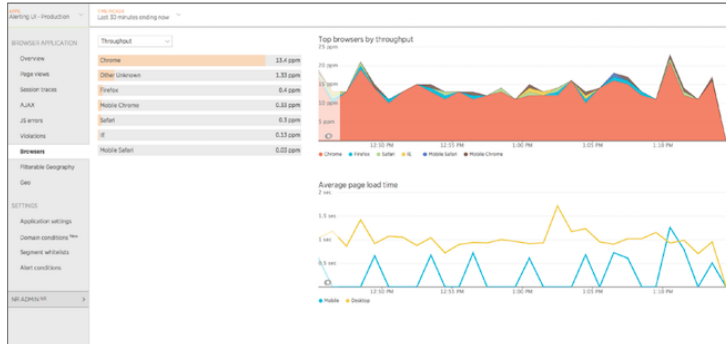 APPS
Alerting UI - Production
TIME PICKER
Last 30 minutes ending now
BROWSER APPLICATION
Overview
Page views
Session traces
AJAX
JS errors
Violations
Browsers
Filterable Geography
Geo
SETTINGS
Application settings
Domain conditions New
Segment whitelists
Alert conditions
NR ADMIN
Throughput
Chrome 13.4 ppm
Other Unknown 1.33 ppm
Firefox 0.4 ppm
Mobile Chrome 0.33 ppm
Safari 0.3 ppm
IE 0.13 ppm
Mobile Safari 0.03 ppm
Top browsers by throughput
25 ppm
20 ppm
15 ppm
10 ppm
5 ppm
12:50 PM 12:55 PM 1:00 PM 1:05 PM 1:10 PM
Chrome Firefox Safari IE Mobile Safari Mobile Chrome
Average page load time
2 sec
1.5 sec
1 sec
0.5 sec
12:50 PM 12:55 PM 1:00 PM 1:05 PM 1:10 PM
Mobile Desktop